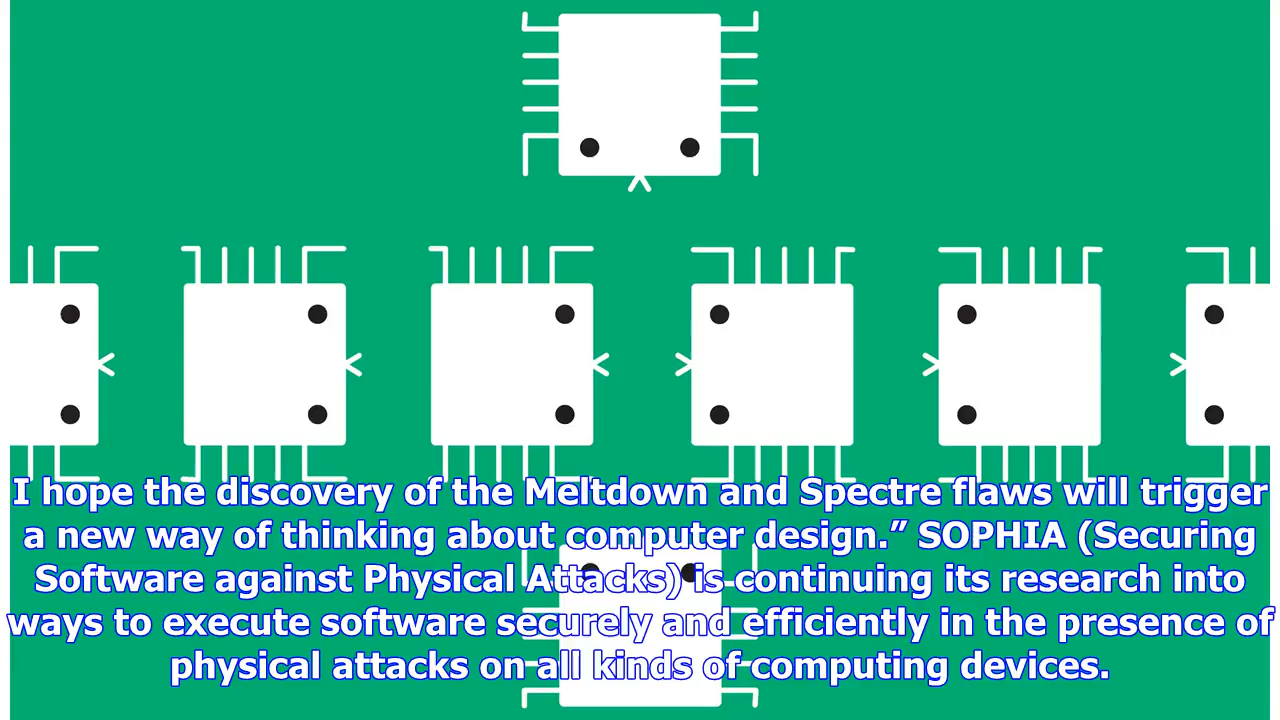 I hope the discovery of the Meltdown and Spectre flaws will trigger
a new way of thinking about computer design.” SOPHIA (Securing
Software against Physical Attacks) is continuing its research into
ways to execute software securely and efficiently in the presence of
physical attacks on all kinds of computing devices.